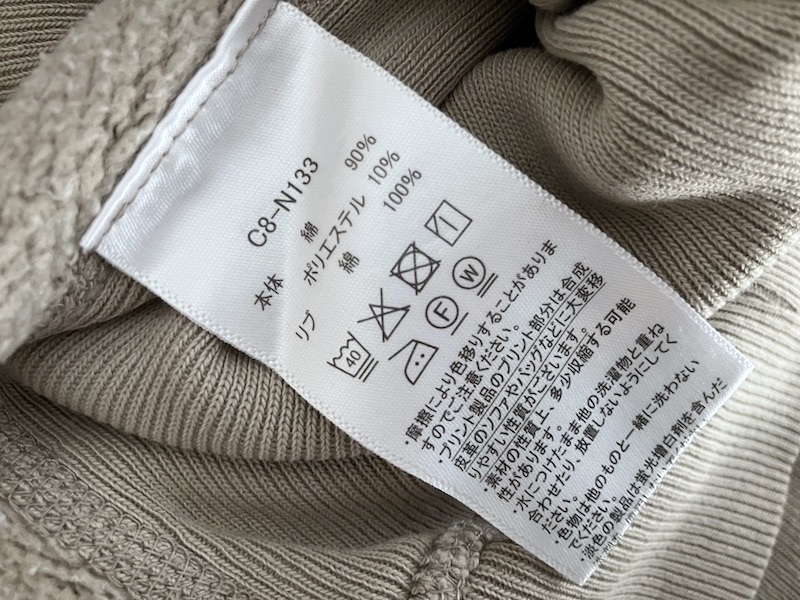 C8-N133
本体 綿 90%
ポリエステル 10%
リブ 綿 100%
40
F W
・摩擦により色移りすることがありま
すのでご注意ください。
・プリント製品のプリント部分は合成
皮革のソファやバッグなどに大変移
りやすい性質がございます。
・素材の性質上、多少収縮する可能
性があります。
・水につけたまま他の洗濯物と重ね
合わせたり、放置しないようにしてく
ださい。
・色物は他のものと一緒に洗わない
でください。
・淡色の製品は蛍光増白剤を含んだ